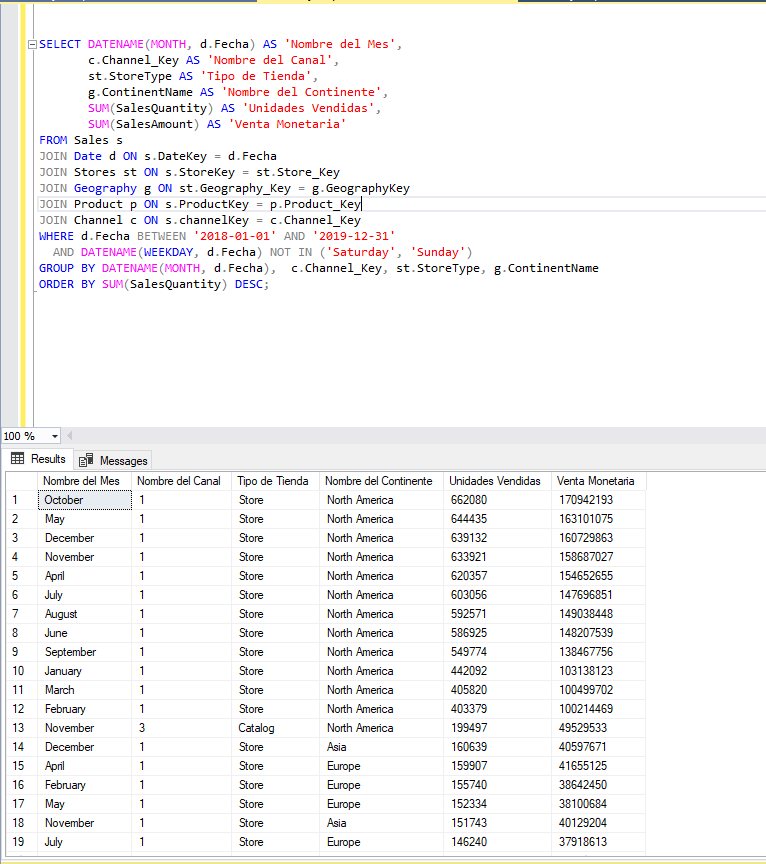 SELECT DATENAME(MONTH, d.Fecha) AS 'Nombre del Mes',
c.Channel_Key AS 'Nombre del Canal',
st.StoreType AS 'Tipo de Tienda',
g.ContinentName AS 'Nombre del Continente',
SUM(SalesQuantity) AS 'Unidades Vendidas',
SUM(SalesAmount) AS 'Venta Monetaria'
FROM Sales s
JOIN Date d ON s.DateKey = d.Fecha
JOIN Stores st ON s.StoreKey = st.Store_Key
JOIN Geography g ON st.Geography_Key = g.GeographyKey
JOIN Product p ON s.ProductKey = p.Product_Key
JOIN Channel c ON s.channelKey = c.Channel_Key
WHERE d.Fecha BETWEEN '2018-01-01' AND '2019-12-31'
AND DATENAME(WEEKDAY, d.Fecha) NOT IN ('Saturday', 'Sunday')
GROUP BY DATENAME(MONTH, d.Fecha),  c.Channel_Key, st.StoreType, g.ContinentName
ORDER BY SUM(SalesQuantity) DESC;
100 %
Results Messages
Nombre del Mes Nombre del Canal Tipo de Tienda Nombre del Continente Unidades Vendidas Venta Monetaria
1 October 1 Store North America 662080 170942193
2 May 1 Store North America 644435 163101075
3 December 1 Store North America 639132 160729863
4 November 1 Store North America 633921 158687027
5 April 1 Store North America 620357 154652655
6 July 1 Store North America 603056 147696851
7 August 1 Store North America 592571 149038448
8 June 1 Store North America 586925 148207539
9 September 1 Store North America 549774 138467756
10 January 1 Store North America 442092 103138123
11 March 1 Store North America 405820 100499702
12 February 1 Store North America 403379 100214469
13 November 3 Catalog North America 199497 49529533
14 December 1 Store Asia 160639 40597671
15 April 1 Store Europe 159907 41655125
16 February 1 Store Europe 155740 38642450
17 May 1 Store Europe 152334 38100684
18 November 1 Store Asia 151743 40129204
19 July 1 Store Europe 146240 37918613